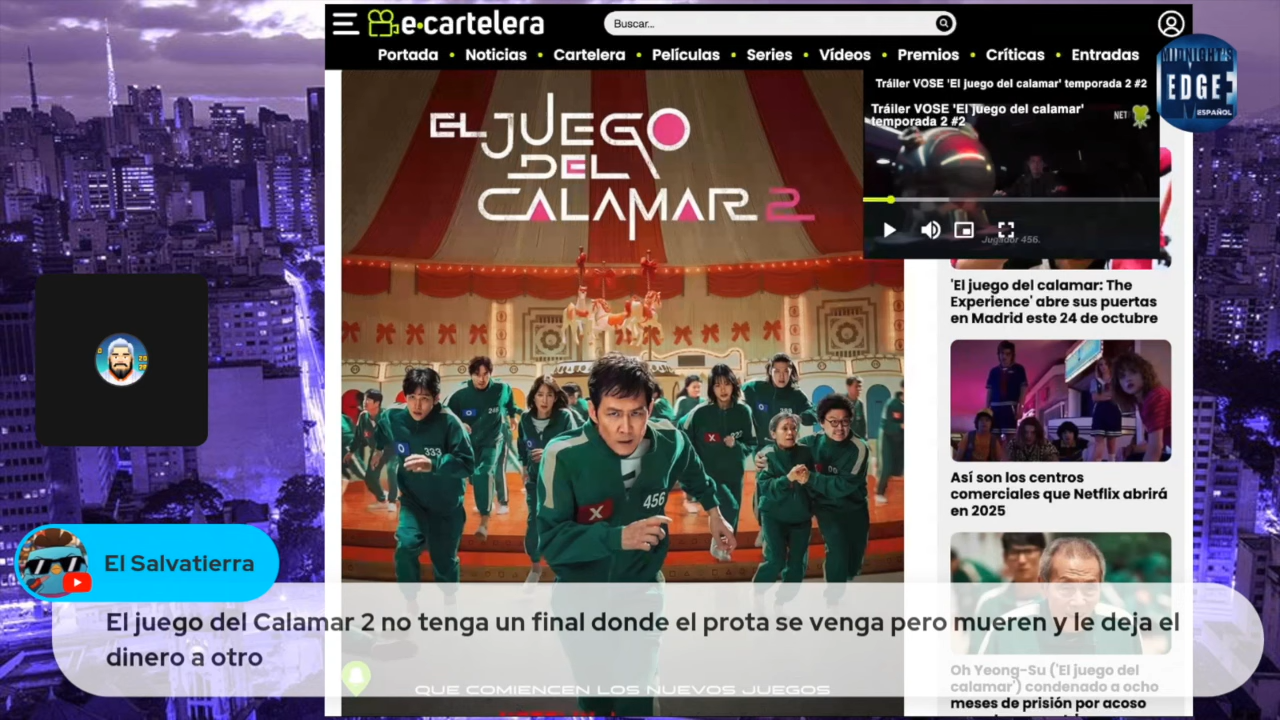 e·cartelera
Buscar...
Portada • Noticias • Cartelera • Películas • Series • Vídeos • Premios • Críticas • Entradas
MIDNIGHT'S
EDGE
ESPAÑOL
Tráiler VOSE 'El juego del calamar' temporada 2 #2
Tráiler VOSE 'El juego del calamar'
temporada 2 #2
NET
Jugador 456.
EL JUEGO
DEL
CALAMAR 2
'El juego del calamar: The
Experience' abre sus puertas
en Madrid este 24 de octubre
333
456
Así son los centros
comerciales que Netflix abrirá
en 2025
El Salvatierra
El juego del Calamar 2 no tenga un final donde el prota se venga pero mueren y le deja el
dinero a otro
QUE COMIENCEN LOS NUEVOS JUEGOS
Oh Yeong-Su ('El juego del
calamar') condenado a ocho
meses de prisión por acoso